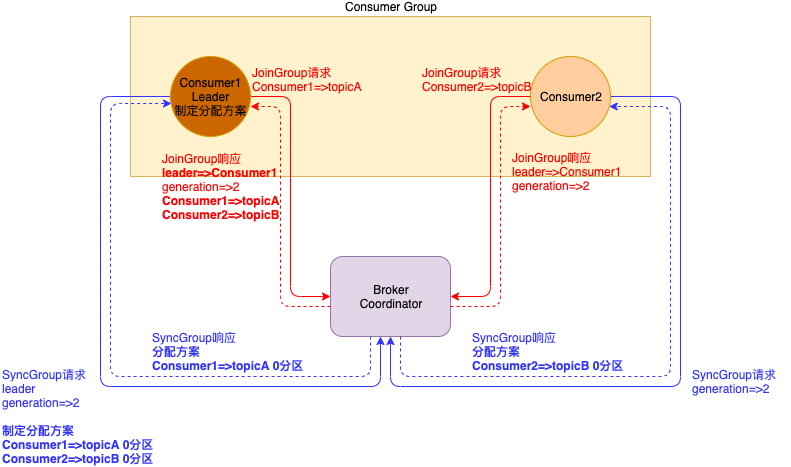 Consumer Group
Consumer1
Leader
制定分配方案
JoinGroup请求
Consumer1=>topicA
JoinGroup请求
Consumer2=>topicB
Consumer2
JoinGroup响应
leader=>Consumer1
generation=>2
Consumer1=>topicA
Consumer2=>topicB
JoinGroup响应
leader=>Consumer1
generation=>2
Broker
Coordinator
SyncGroup响应
分配方案
Consumer1=>topicA 0分区
SyncGroup响应
分配方案
Consumer2=>topicB 0分区
SyncGroup请求
leader
generation=>2
制定分配方案
Consumer1=>topicA 0分区
Consumer2=>topicB 0分区
SyncGroup请求
generation=>2